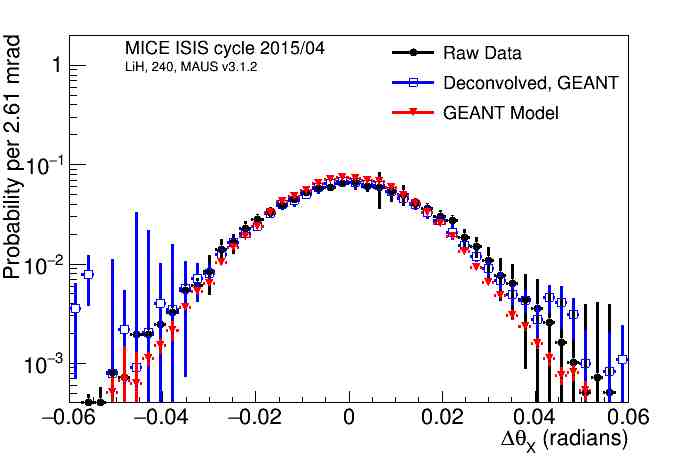 MICE ISIS cycle 2015/04
LiH, 240, MAUS v3.1.2
Raw Data
Deconvolved, GEANT
GEANT Model
Probability per 2.61 mrad
1
10⁻¹
10⁻²
10⁻³
−0.06 −0.04 −0.02 0 0.02 0.04 0.06
Δθ_X (radians)